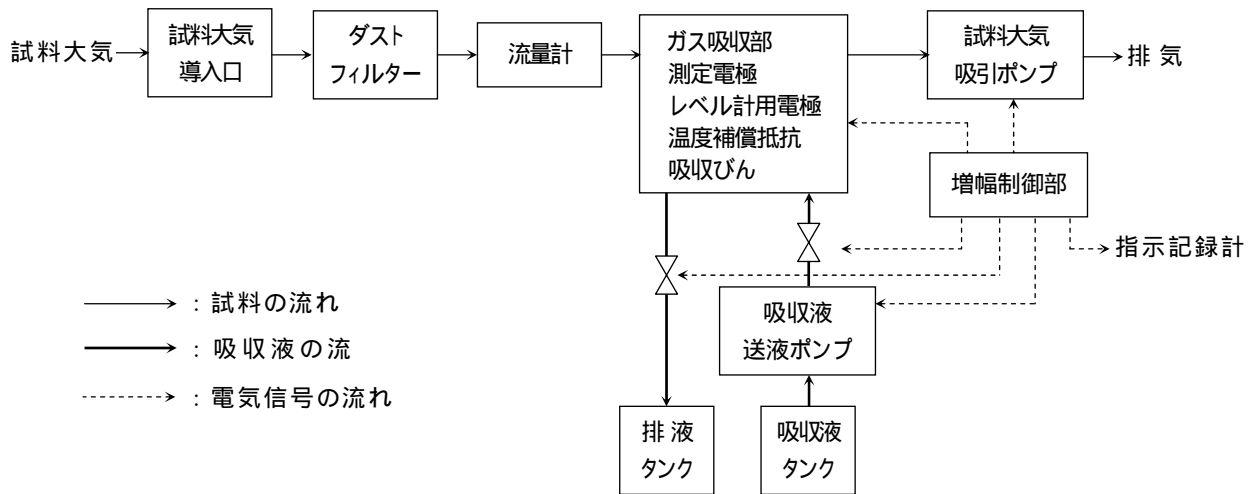 試料大気
試料大気
導入口
ダスト
フィルター
流量計
ガス吸収部
測定電極
レベル計用電極
温度補償抵抗
吸収びん
試料大気
吸引ポンプ
排気
増幅制御部
指示記録計
吸収液
送液ポンプ
排液
タンク
吸収液
タンク
:試料の流れ
:吸収液の流
:電気信号の流れ